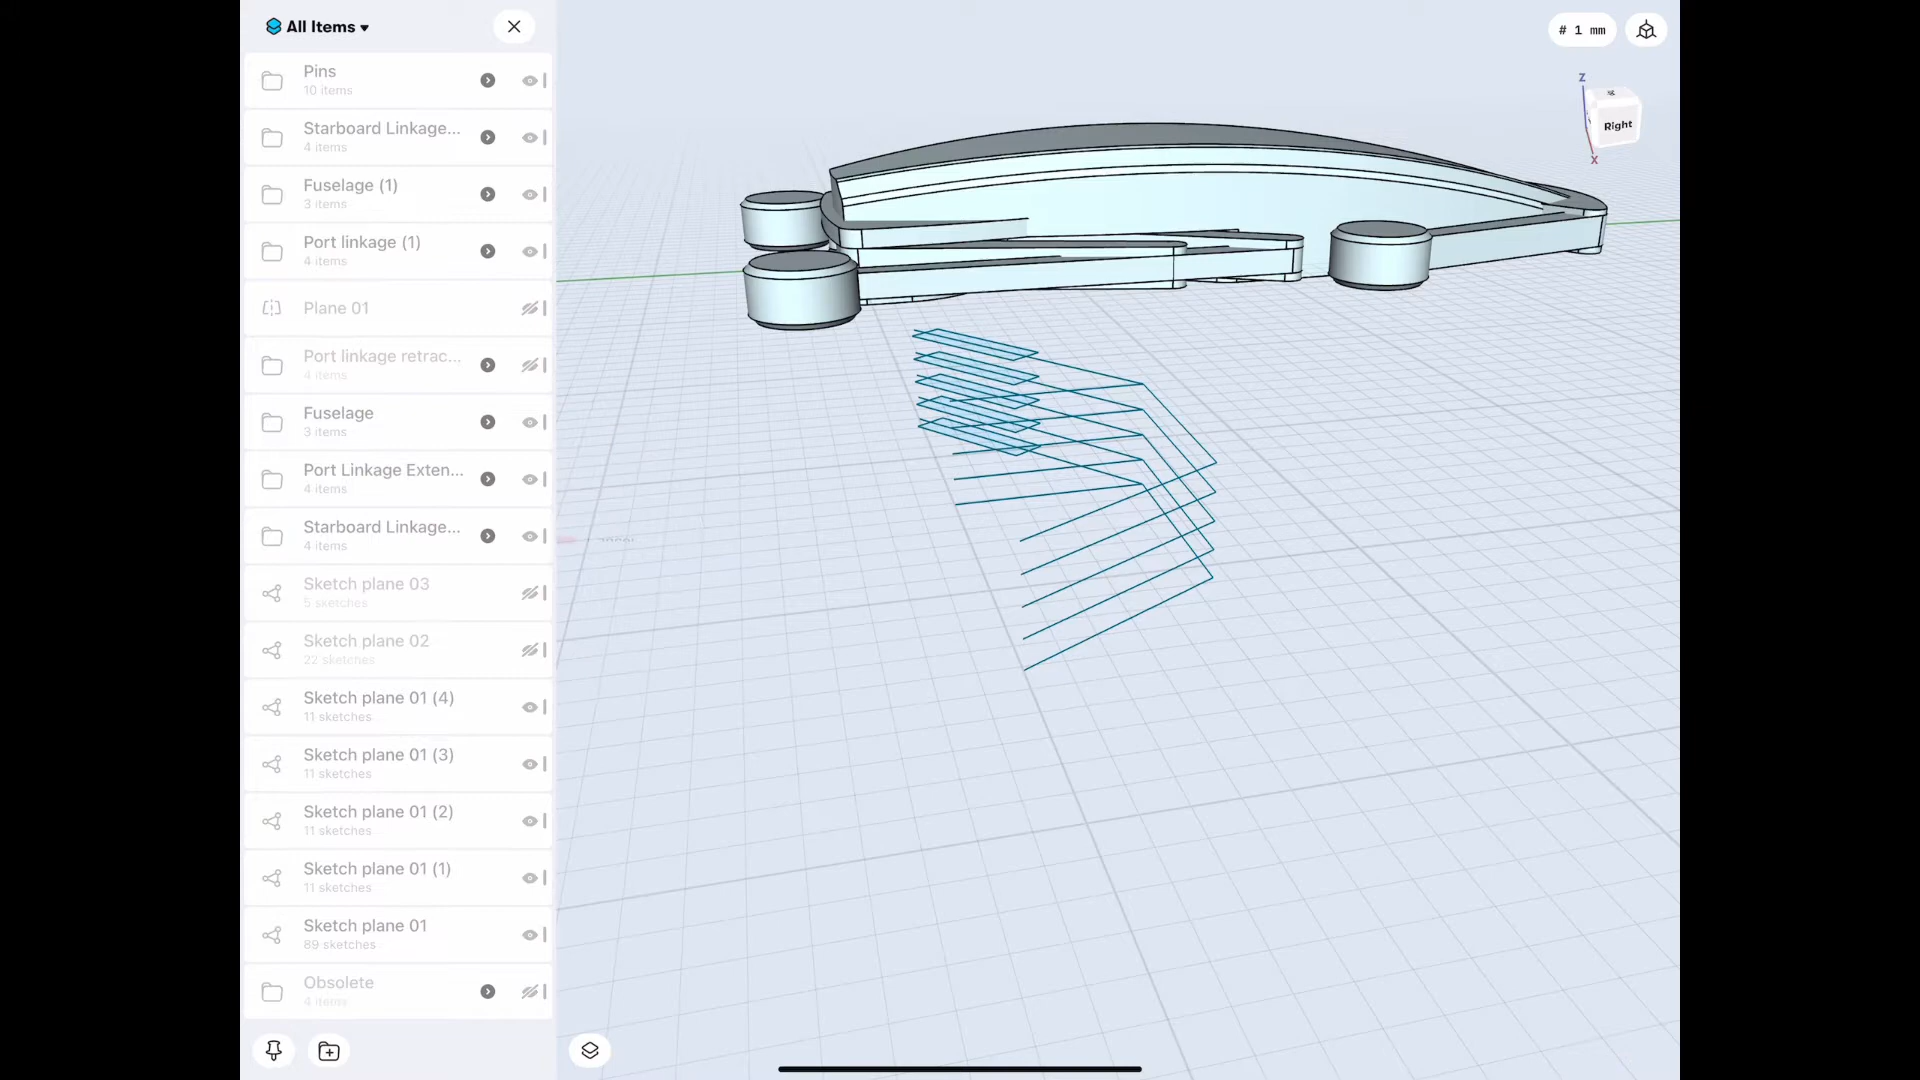 All Items
Pins
10 items
Starboard Linkage...
4 items
Fuselage (1)
3 items
Port linkage (1)
4 items
Plane 01
Port linkage retrac...
4 items
Fuselage
3 items
Port Linkage Exten...
4 items
Starboard Linkage...
4 items
Sketch plane 03
5 sketches
Sketch plane 02
22 sketches
Sketch plane 01 (4)
11 sketches
Sketch plane 01 (3)
11 sketches
Sketch plane 01 (2)
11 sketches
Sketch plane 01 (1)
11 sketches
Sketch plane 01
89 sketches
Obsolete
4 items
# 1 mm
Z
Right
X